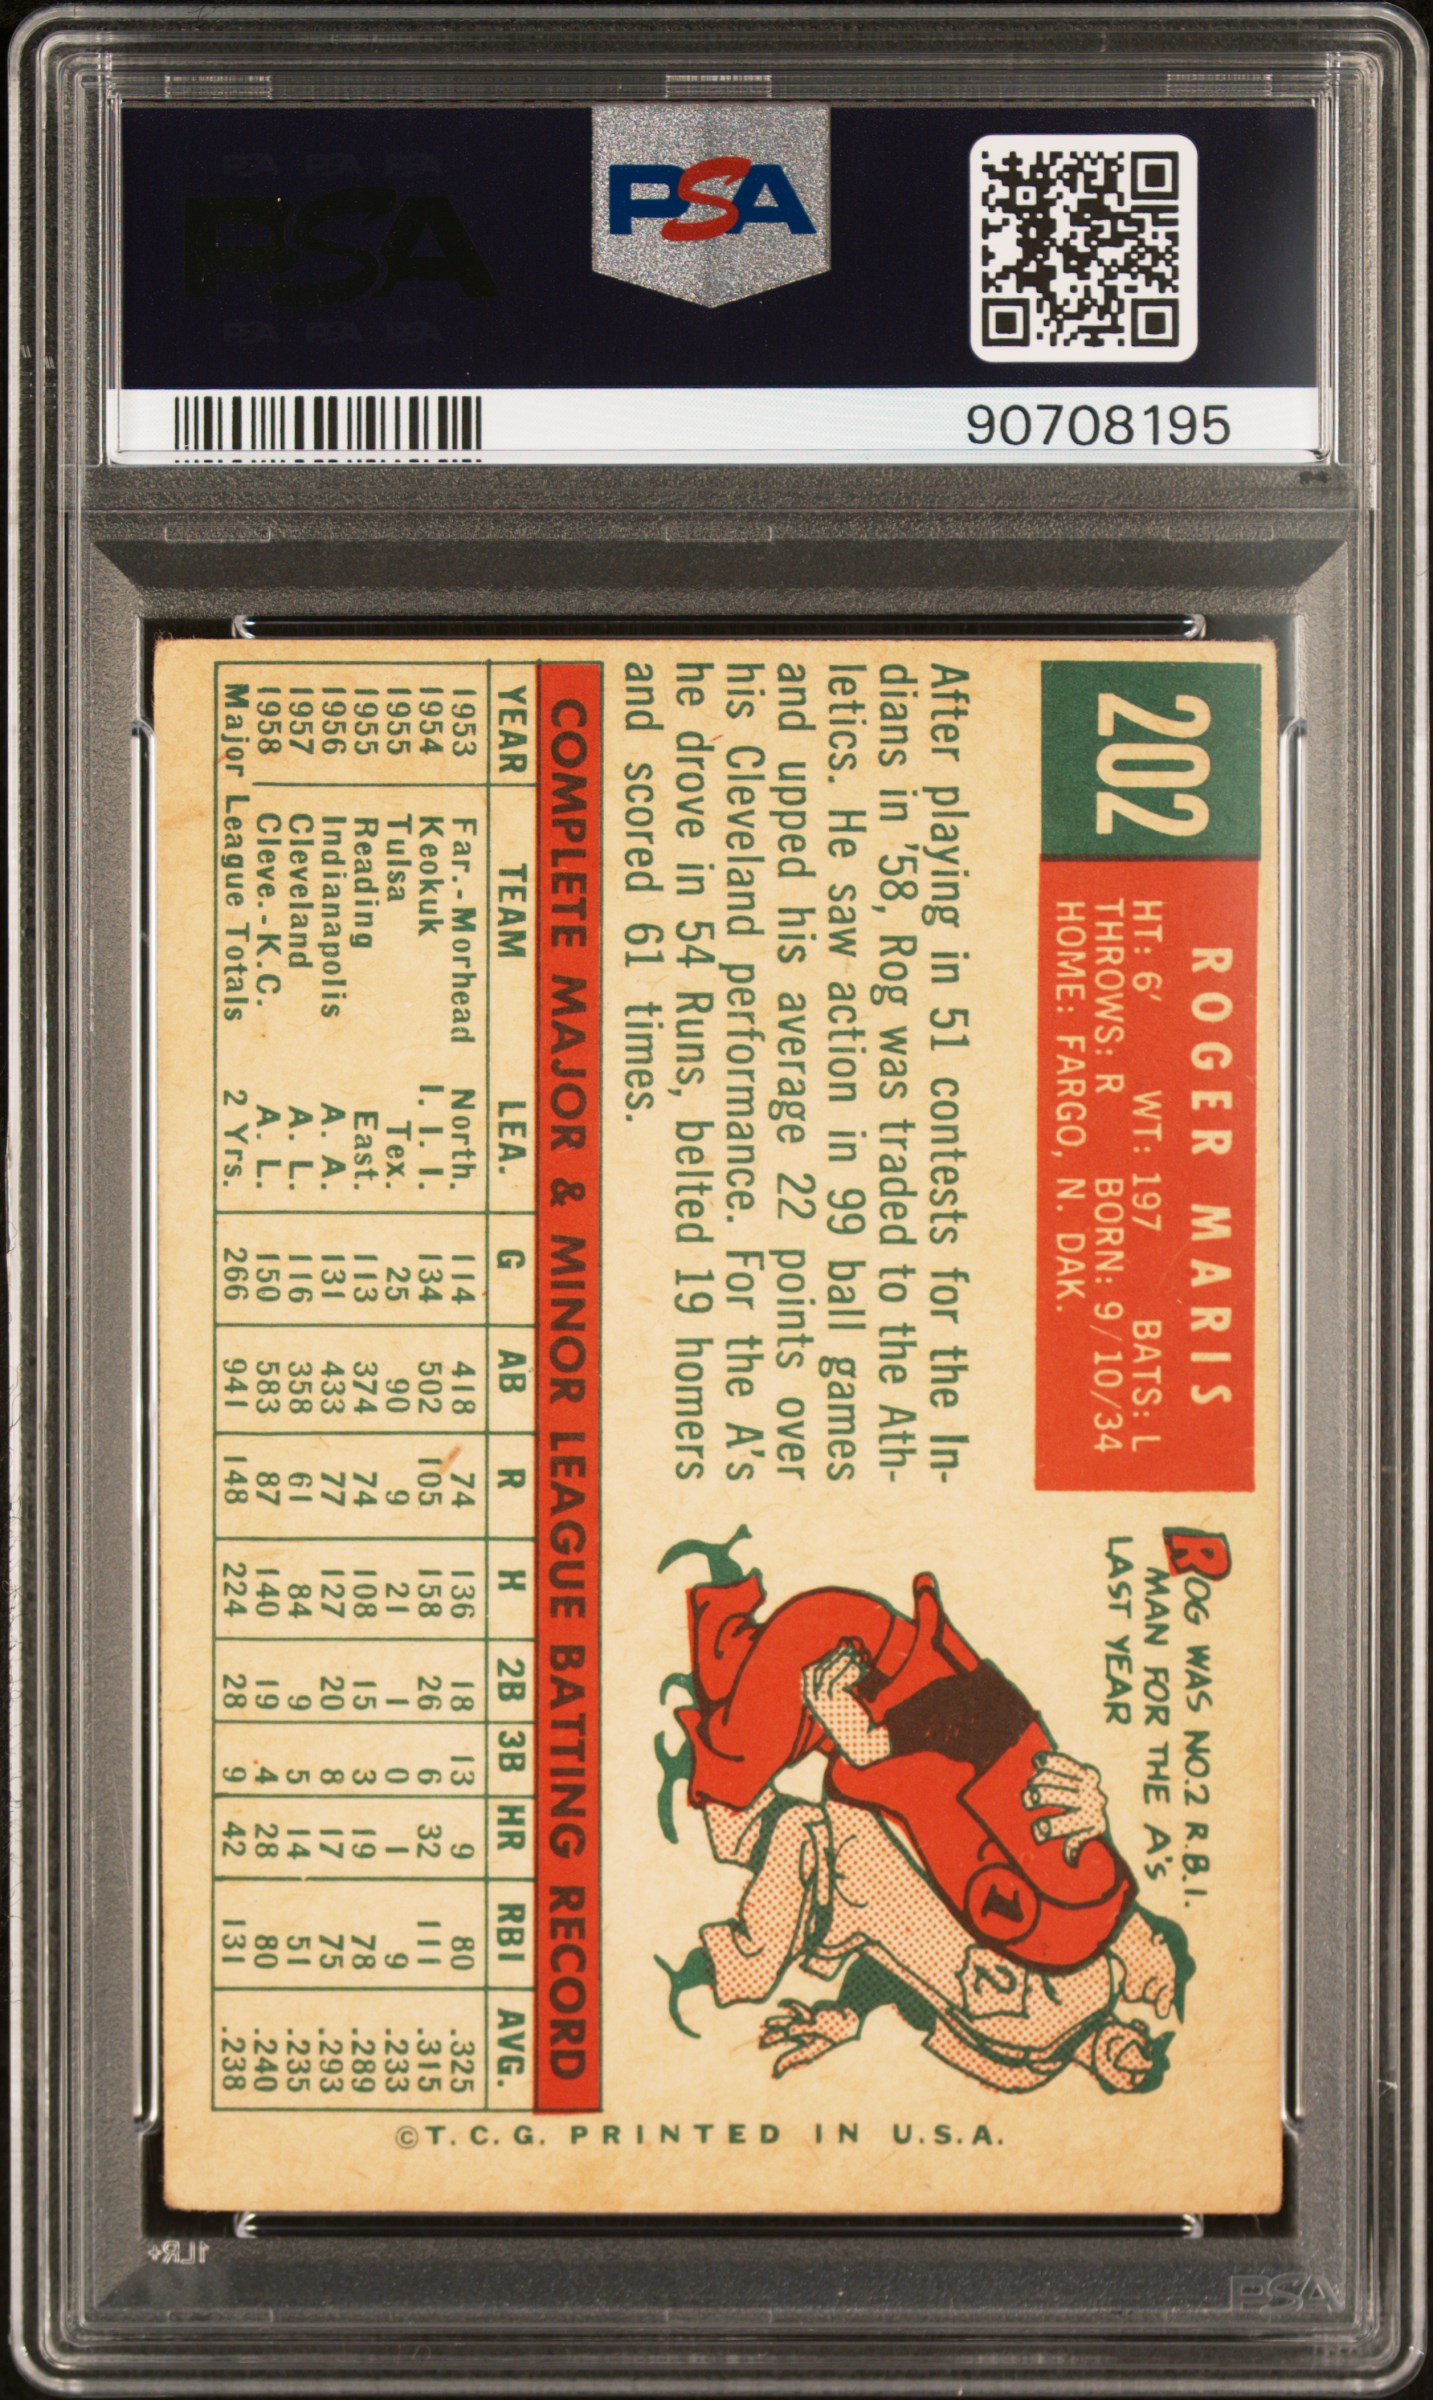 PSA
PSA
90708195
202
ROGER MARIS
HT: 6' WT: 197 BATS: L
THROWS: R BORN: 9/10/34
HOME: FARGO, N. DAK.
After playing in 51 contests for the In-
dians in '58, Rog was traded to the Ath-
letics. He saw action in 99 ball games
and upped his average 22 points over
his Cleveland performance. For the A's
he drove in 54 Runs, belted 19 homers
and scored 61 times.
ROG WAS NO.2 R.B.I.
MAN FOR THE A's
LAST YEAR
1
2
COMPLETE MAJOR & MINOR LEAGUE BATTING RECORD
YEAR TEAM LEA. G AB R H 2B 3B HR RBI AVG.
1953 Far.-Morhead North. 114 418 74 136 18 13 9 80 .325
1954 Keokuk I. I. I. 134 502 105 158 26 6 32 111 .315
1955 Tulsa Tex. 25 90 9 21 1 0 1 9 .233
1955 Reading East. 113 374 74 108 15 3 19 78 .289
1956 Indianapolis A. A. 131 433 77 127 20 8 17 75 .293
1957 Cleveland A. L. 116 358 61 84 9 5 14 51 .235
1958 Cleve.-K.C. A. L. 150 583 87 140 19 4 28 80 .240
Major League Totals 2 Yrs. 266 941 148 224 28 9 42 131 .238
©T. C. G. PRINTED IN U.S.A.
1LR+
PSA